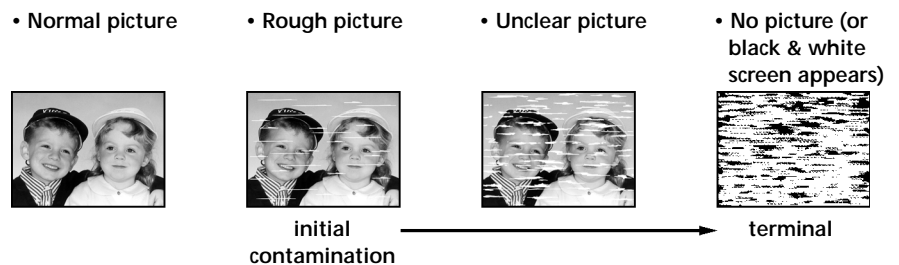 • Normal picture
• Rough picture
• Unclear picture
• No picture (or
black & white
screen appears)
initial
contamination
terminal